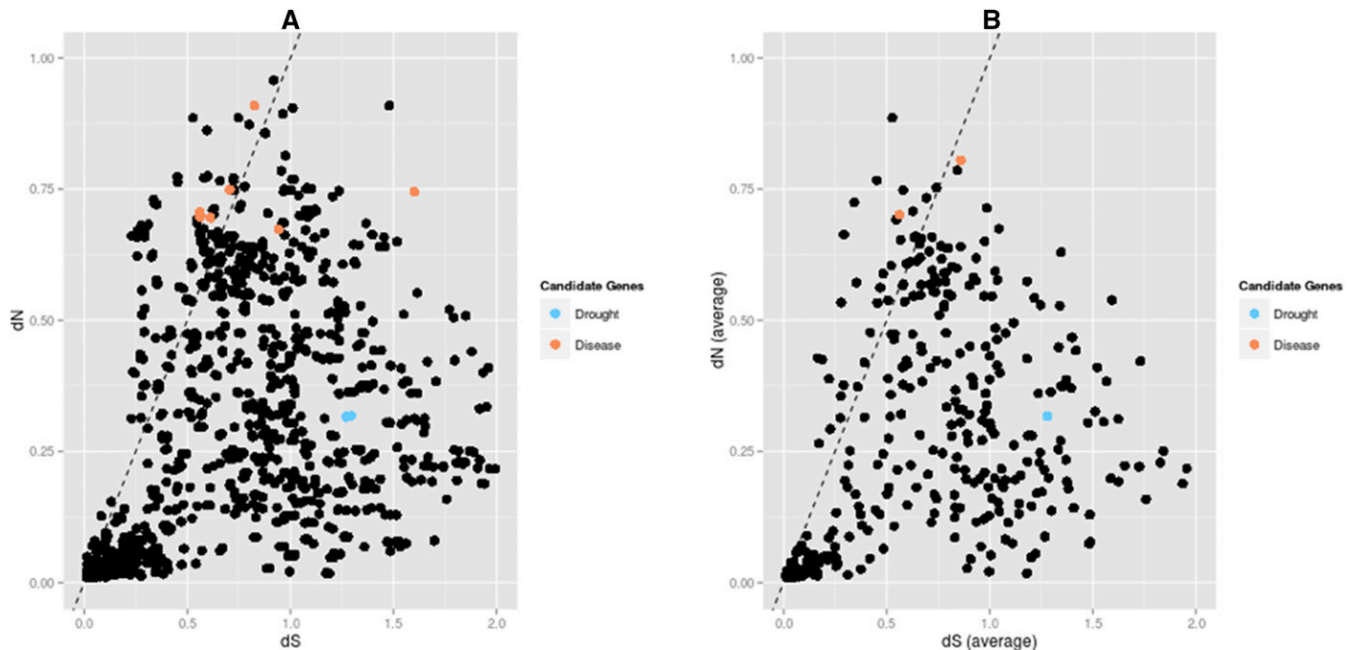 A
1.00
0.75
0.50
0.25
0.00
dN
0.0 0.5 1.0 1.5 2.0
dS
Candidate Genes
Drought
Disease
B
1.00
0.75
0.50
0.25
0.00
dN (average)
0.0 0.5 1.0 1.5 2.0
dS (average)
Candidate Genes
Drought
Disease